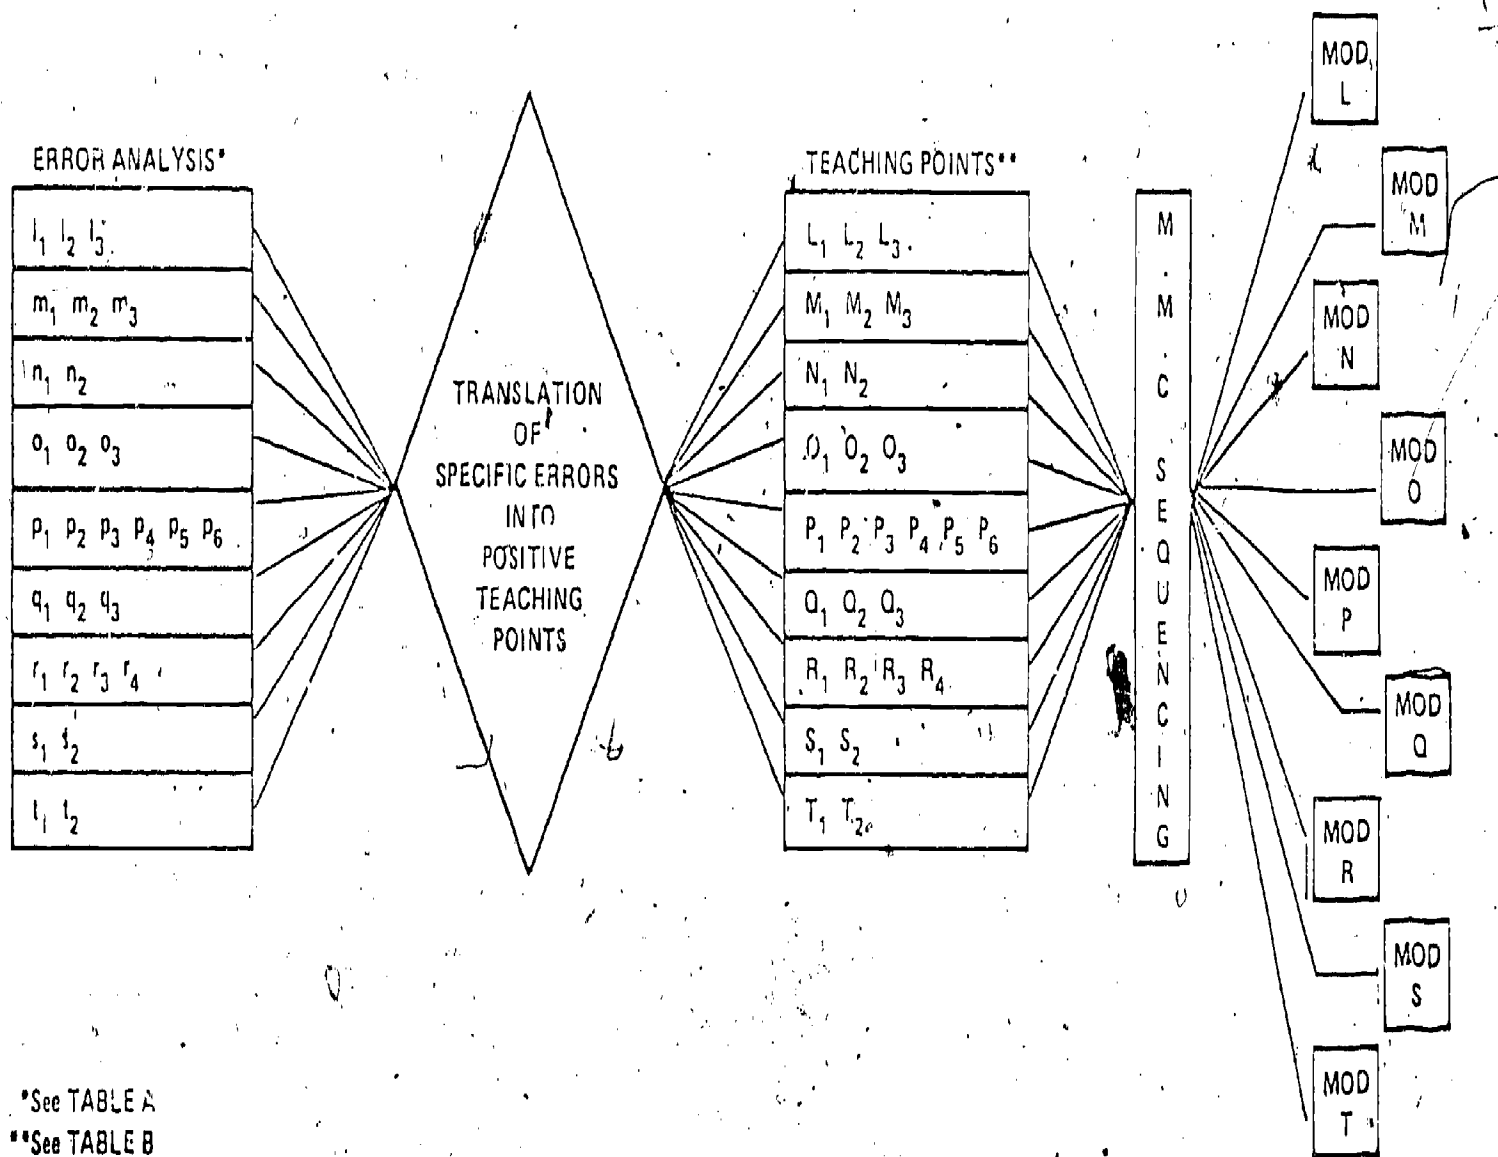 ERROR ANALYSIS*
l₁ l₂ l₃
m₁ m₂ m₃
n₁ n₂
o₁ o₂ o₃
p₁ p₂ p₃ p₄ p₅ p₆
q₁ q₂ q₃
r₁ r₂ r₃ r₄
s₁ s₂
t₁ t₂
TRANSLATION
OF
SPECIFIC ERRORS
INTO
POSITIVE
TEACHING
POINTS
TEACHING POINTS**
L₁ L₂ L₃
M₁ M₂ M₃
N₁ N₂
O₁ O₂ O₃
P₁ P₂ P₃ P₄ P₅ P₆
Q₁ Q₂ Q₃
R₁ R₂ R₃ R₄
S₁ S₂
T₁ T₂
M.M.C SEQUENCING
MOD
L
MOD
M
MOD
N
MOD
O
MOD
P
MOD
Q
MOD
R
MOD
S
MOD
T
*See TABLE A
**See TABLE B